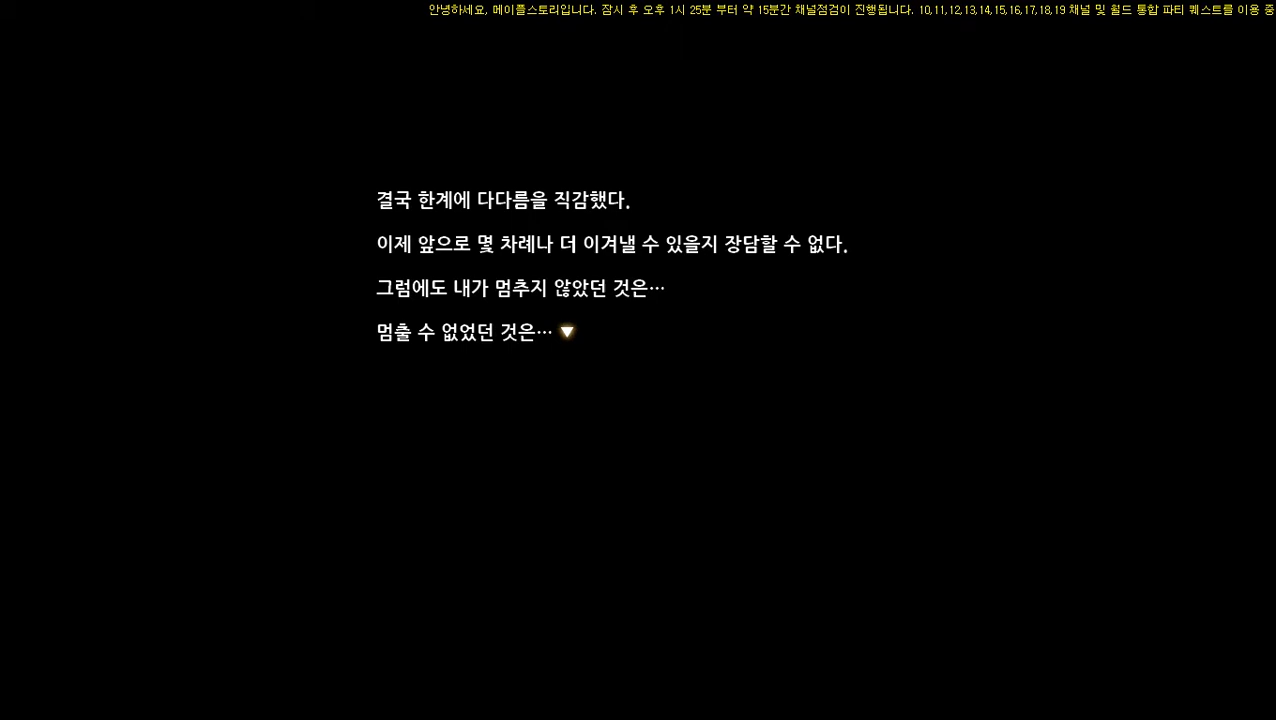 안녕하세요, 메이플스토리입니다. 잠시 후 오후 1시 25분 부터 약 15분간 채널점검이 진행됩니다. 10,11,12,13,14,15,16,17,18,19 채널 및 월드 통합 파티 퀘스트를 이용 중
결국 한계에 다다름을 직감했다.
이제 앞으로 몇 차례나 더 이겨낼 수 있을지 장담할 수 없다.
그럼에도 내가 멈추지 않았던 것은…
멈출 수 없었던 것은…